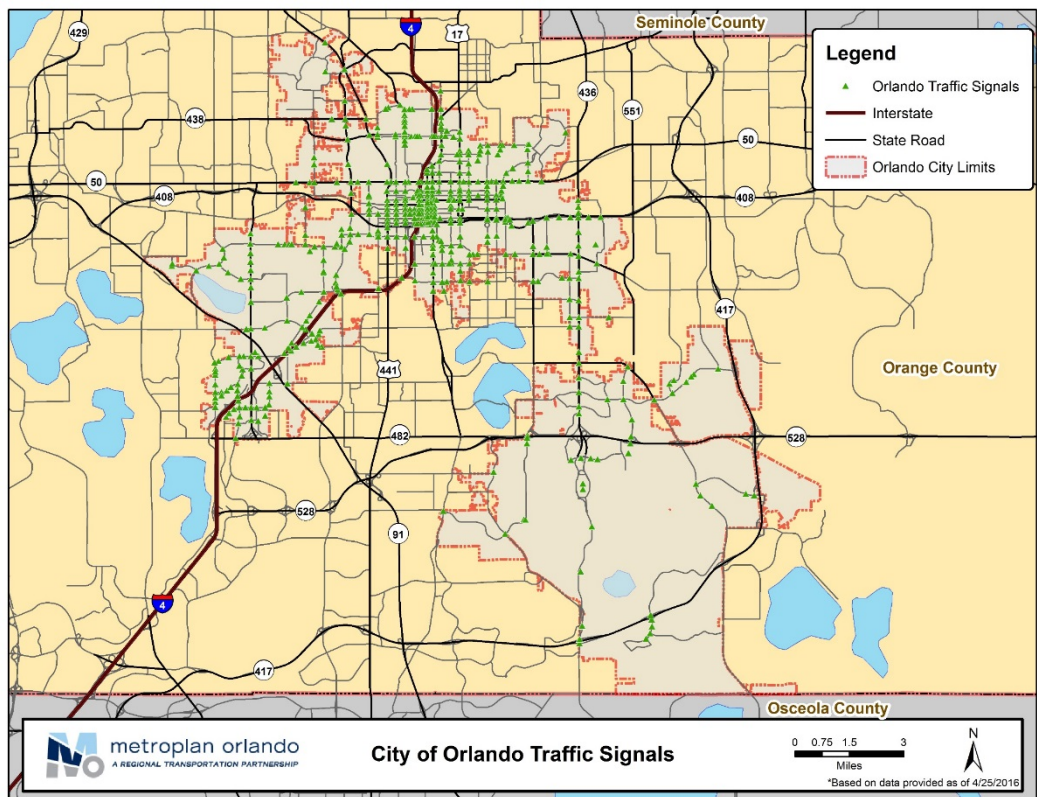 Seminole County
429
4
17
Legend
Orlando Traffic Signals
Interstate
State Road
Orlando City Limits
436
551
438
50
50
408
408
417
441
Orange County
482
528
528
91
4
417
Osceola County
metroplan orlando
A REGIONAL TRANSPORTATION PARTNERSHIP
City of Orlando Traffic Signals
0 0.75 1.5 3
Miles
N
*Based on data provided as of 4/25/2016